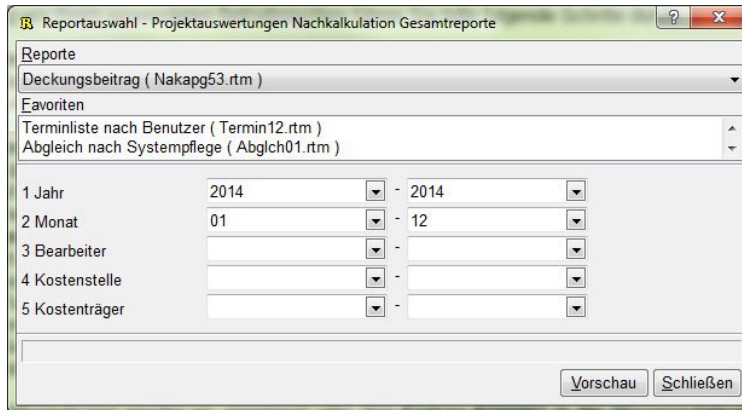 Reportauswahl - Projektauswertungen Nachkalkulation Gesamtreporte
Reporte
Deckungsbeitrag ( Nakapg53.rtm )
Favoriten
Terminliste nach Benutzer ( Termin12.rtm )
Abgleich nach Systempflege ( Abglch01.rtm )
1 Jahr 2014 - 2014
2 Monat 01 - 12
3 Bearbeiter -
4 Kostenstelle -
5 Kostenträger -
Vorschau Schließen